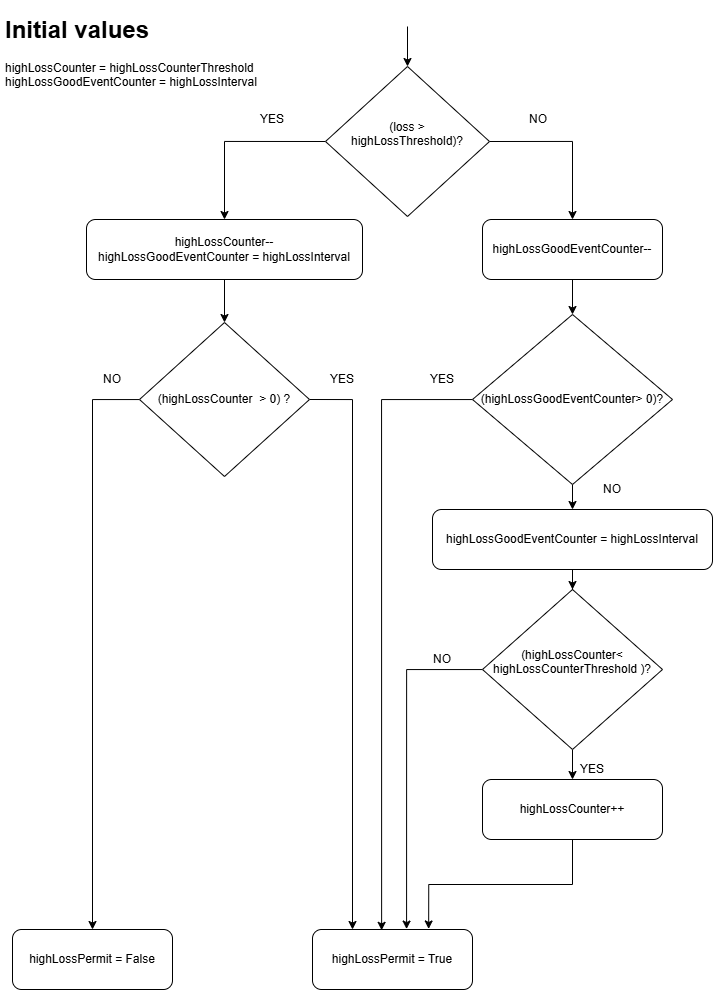 Initial values
highLossCounter = highLossCounterThreshold
highLossGoodEventCounter = highLossInterval
(loss >
highLossThreshold)?
YES
NO
highLossCounter--
highLossGoodEventCounter = highLossInterval
highLossGoodEventCounter--
NO
(highLossCounter  > 0) ?
YES
YES
(highLossGoodEventCounter> 0)?
NO
highLossGoodEventCounter = highLossInterval
NO
(highLossCounter<
highLossCounterThreshold )?
YES
highLossCounter++
highLossPermit = False
highLossPermit = True